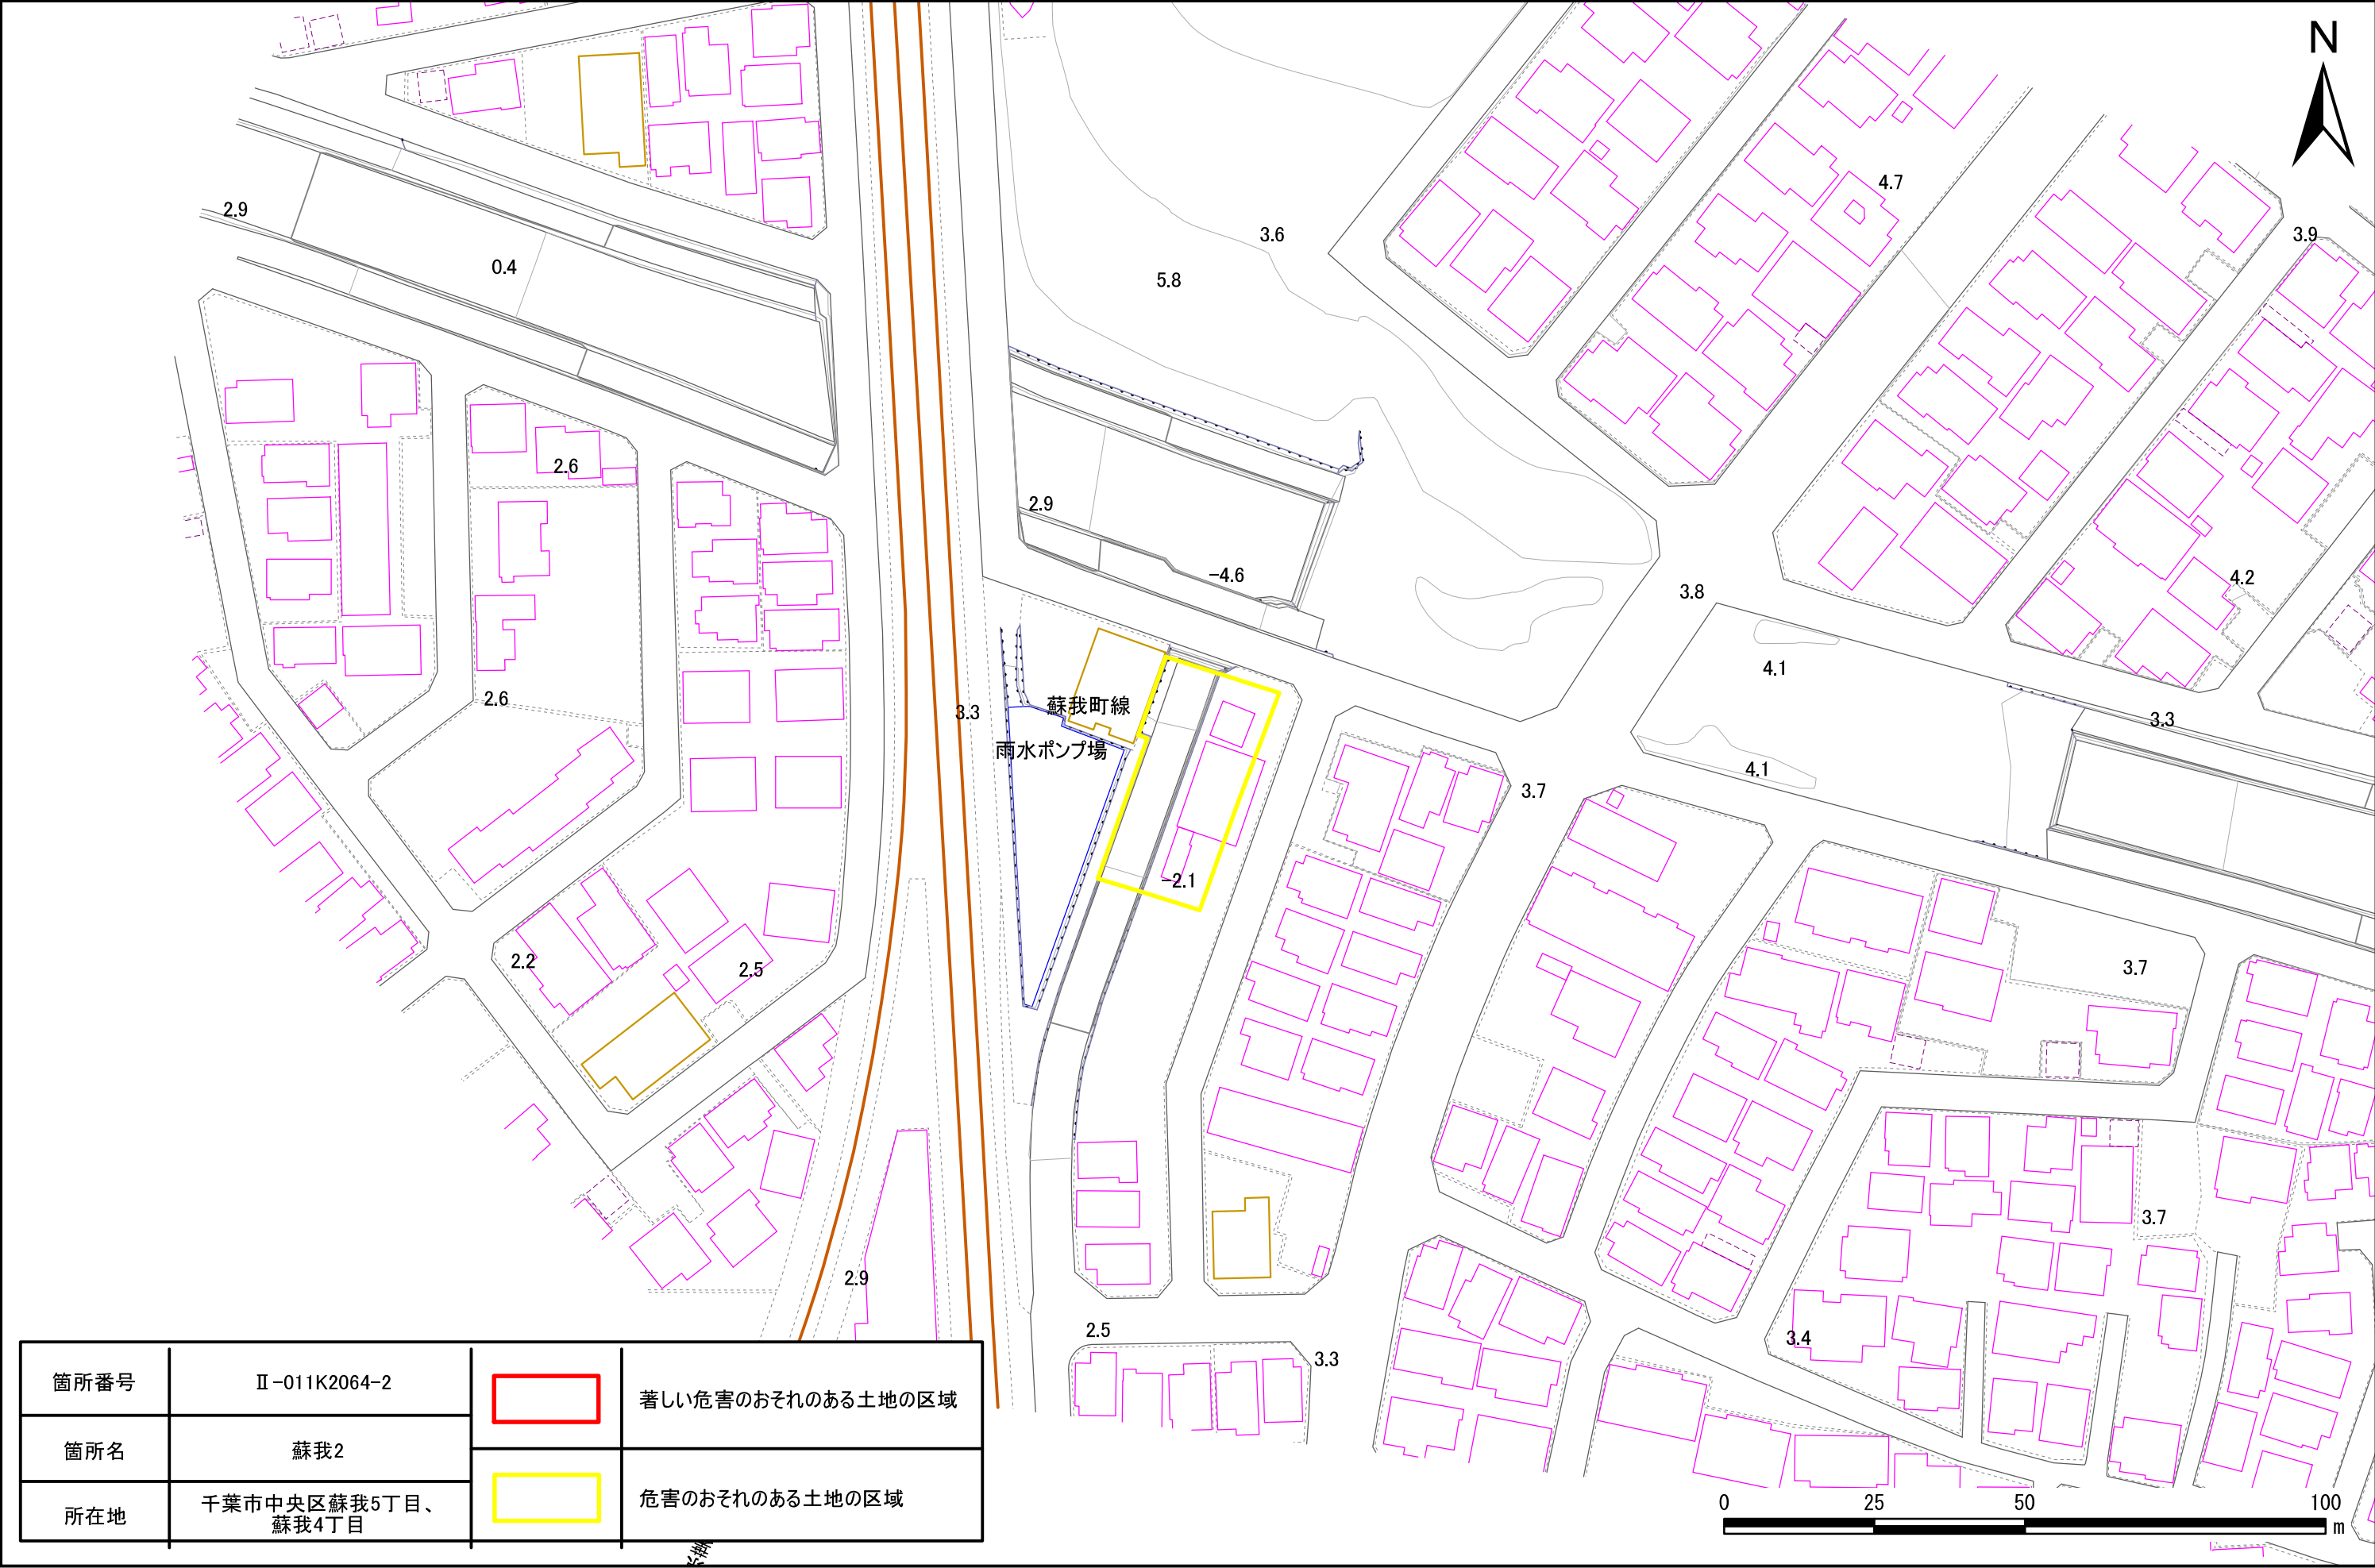 N
2.9
0.4
3.6
5.8
4.7
3.9
2.6
2.9
-4.6
3.8
4.2
4.1
2.6
3.3
蘇我町線
雨水ポンプ場
3.3
4.1
3.7
-2.1
2.2
2.5
3.7
3.7
2.9
2.5
3.3
3.4
箇所番号
Ⅱ-011K2064-2
箇所名
蘇我2
所在地
千葉市中央区蘇我5丁目、
蘇我4丁目
著しい危害のおそれのある土地の区域
危害のおそれのある土地の区域
0 25 50 100
m